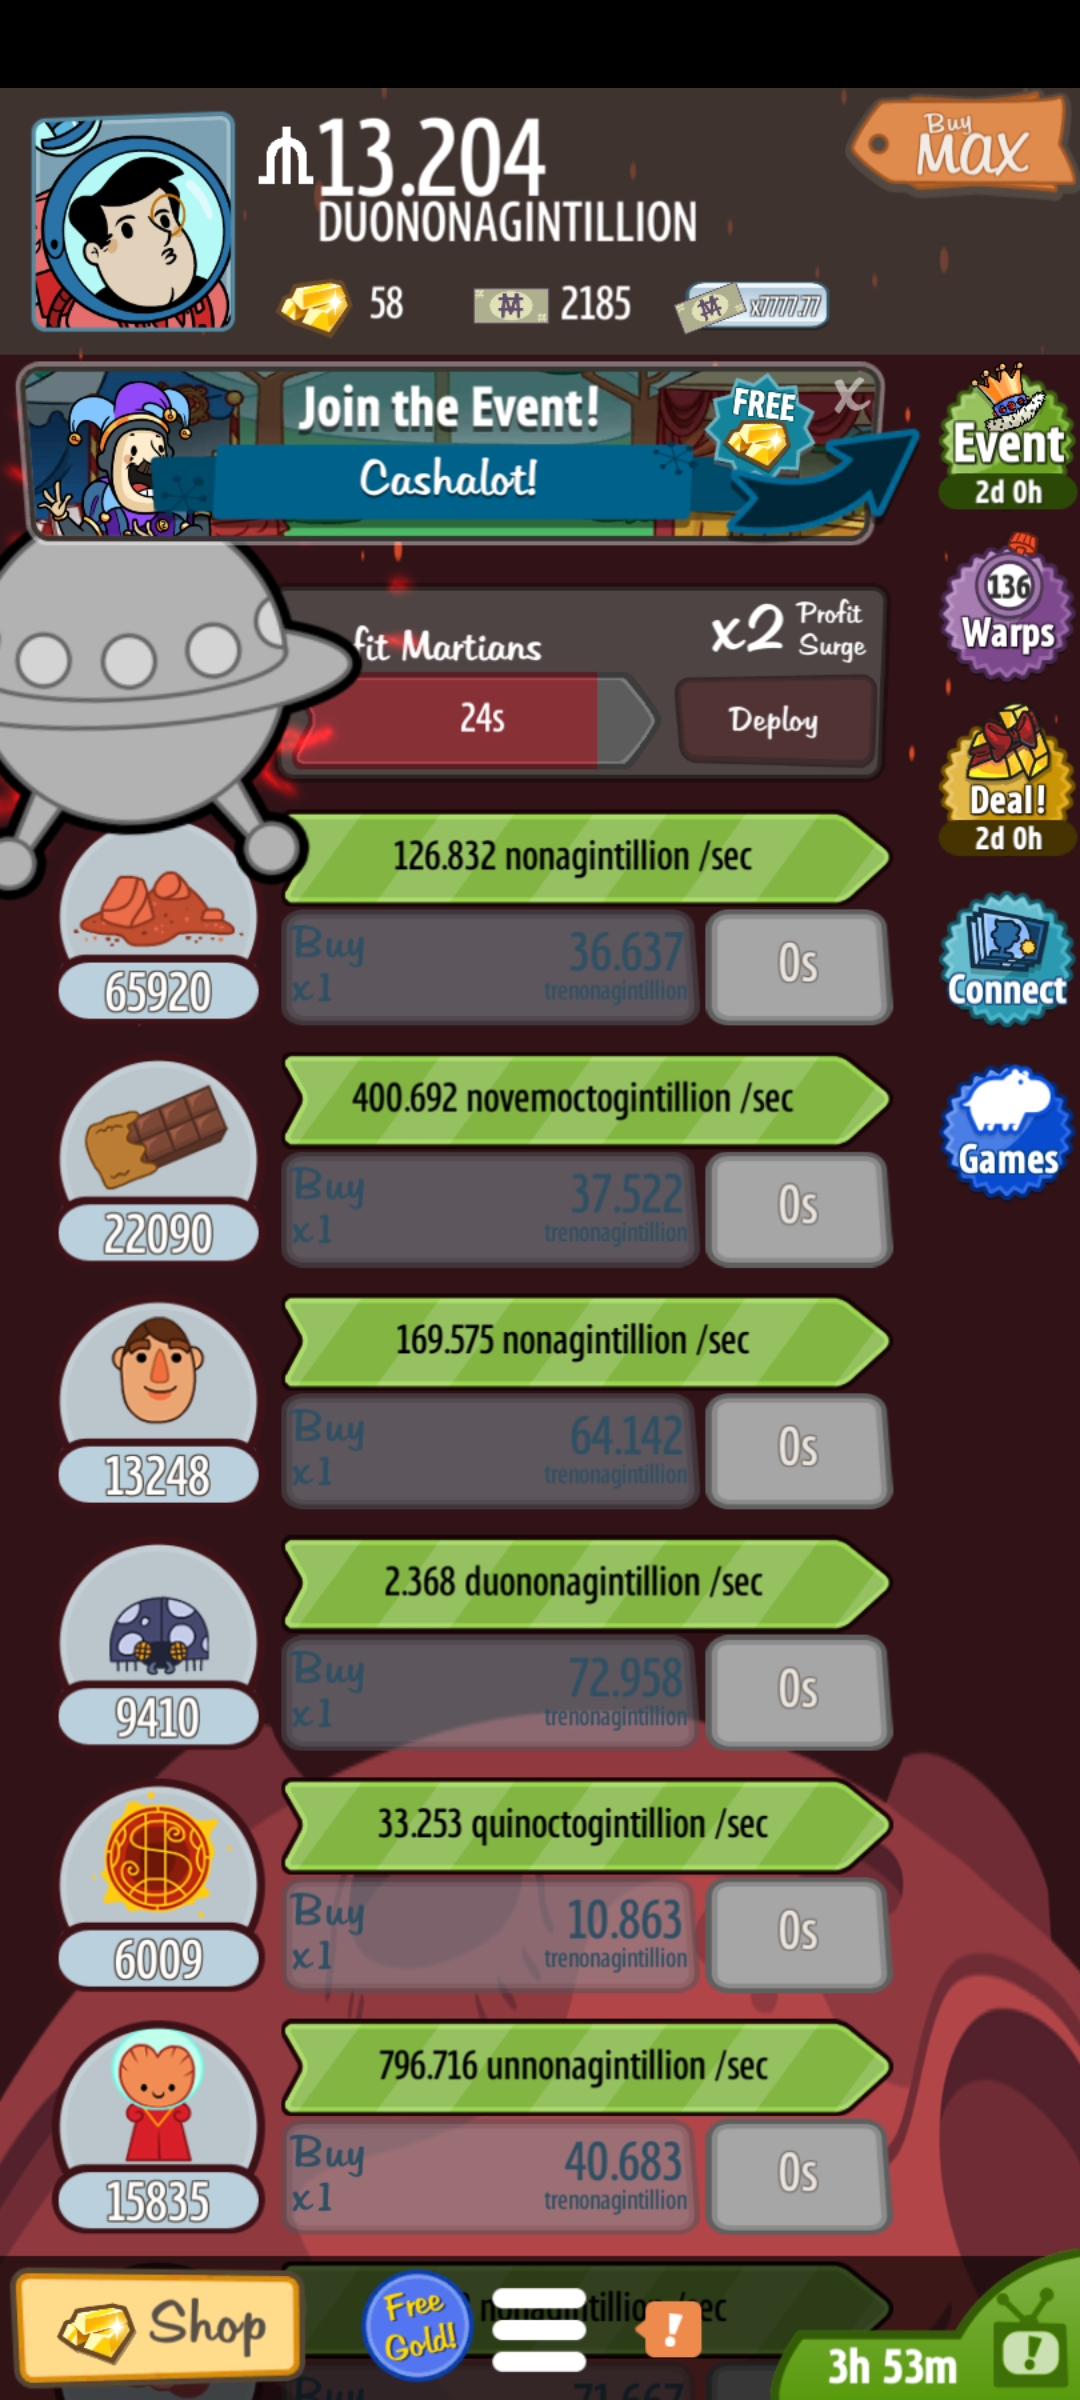 13.204
DUONONAGINTILLION
Buy
MAX
58
2185
x7777.77
Join the Event!
Cashalot!
FREE
X
Event
2d 0h
fit Martians
x2 Profit
Surge
24s
Deploy
136
Warps
Deal!
2d 0h
126.832 nonagintillion /sec
65920
Buy
x1
36.637
trenonagintillion
0s
Connect
400.692 novemoctogintillion /sec
22090
Buy
x1
37.522
trenonagintillion
0s
Games
169.575 nonagintillion /sec
13248
Buy
x1
64.142
trenonagintillion
0s
2.368 duononagintillion /sec
9410
Buy
x1
72.958
trenonagintillion
0s
33.253 quinoctogintillion /sec
6009
Buy
x1
10.863
trenonagintillion
0s
796.716 unnonagintillion /sec
15835
Buy
x1
40.683
trenonagintillion
0s
Shop
Free
Gold!
!
3h 53m
!
Buy
71.667